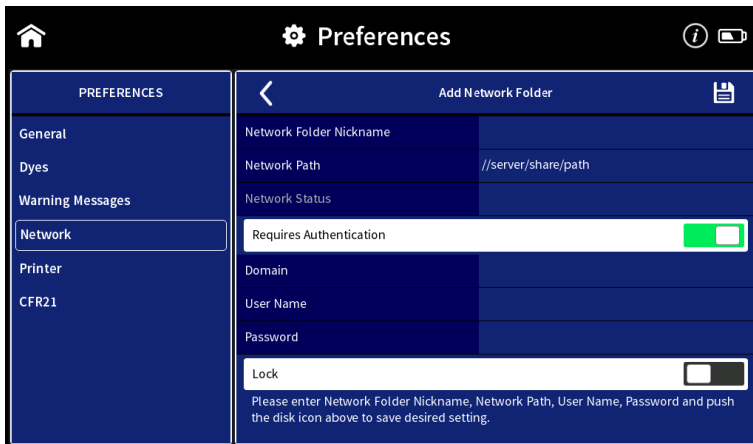 Preferences
PREFERENCES
General
Dyes
Warning Messages
Network
Printer
CFR21
Add Network Folder
Network Folder Nickname
Network Path //server/share/path
Network Status
Requires Authentication
Domain
User Name
Password
Lock
Please enter Network Folder Nickname, Network Path, User Name, Password and push
the disk icon above to save desired setting.